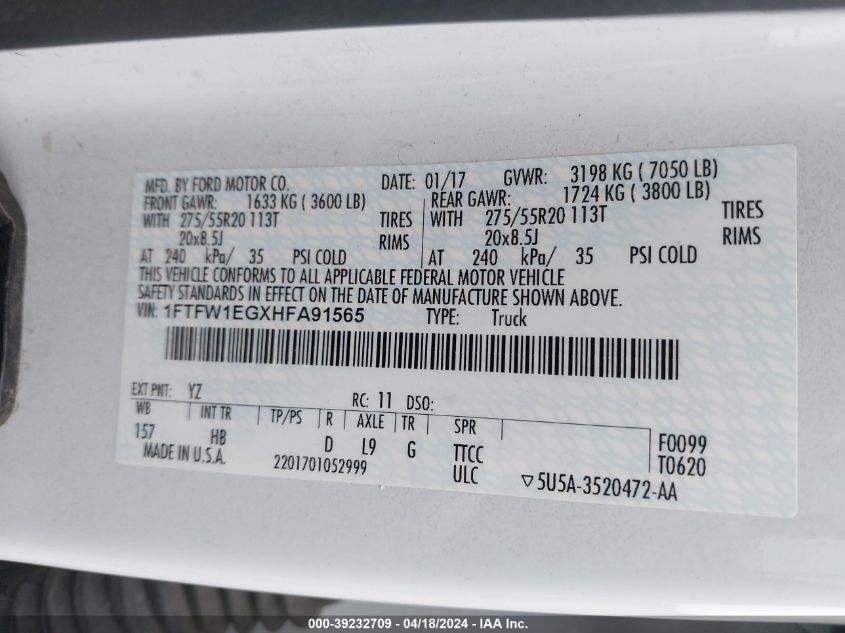 MFD. BY FORD MOTOR CO. DATE: 01/17 GVWR: 3198 KG ( 7050 LB)
FRONT GAWR: 1633 KG ( 3600 LB) REAR GAWR: 1724 KG ( 3800 LB)
WITH 275/55R20 113T TIRES WITH 275/55R20 113T TIRES
20x8.5J RIMS 20x8.5J RIMS
AT 240 kPa/ 35 PSI COLD AT 240 kPa/ 35 PSI COLD
THIS VEHICLE CONFORMS TO ALL APPLICABLE FEDERAL MOTOR VEHICLE
SAFETY STANDARDS IN EFFECT ON THE DATE OF MANUFACTURE SHOWN ABOVE.
VIN: 1FTFW1EGXHFA91565 TYPE: Truck
EXT PNT: YZ RC: 11 DSO:
WB INT TR TP/PS R AXLE TR SPR
157 HB D L9 G TTCC F0099
MADE IN U.S.A. 2201701052999 ULC T0620
▽5U5A-3520472-AA
000-39232709 - 04/18/2024 - IAA Inc.